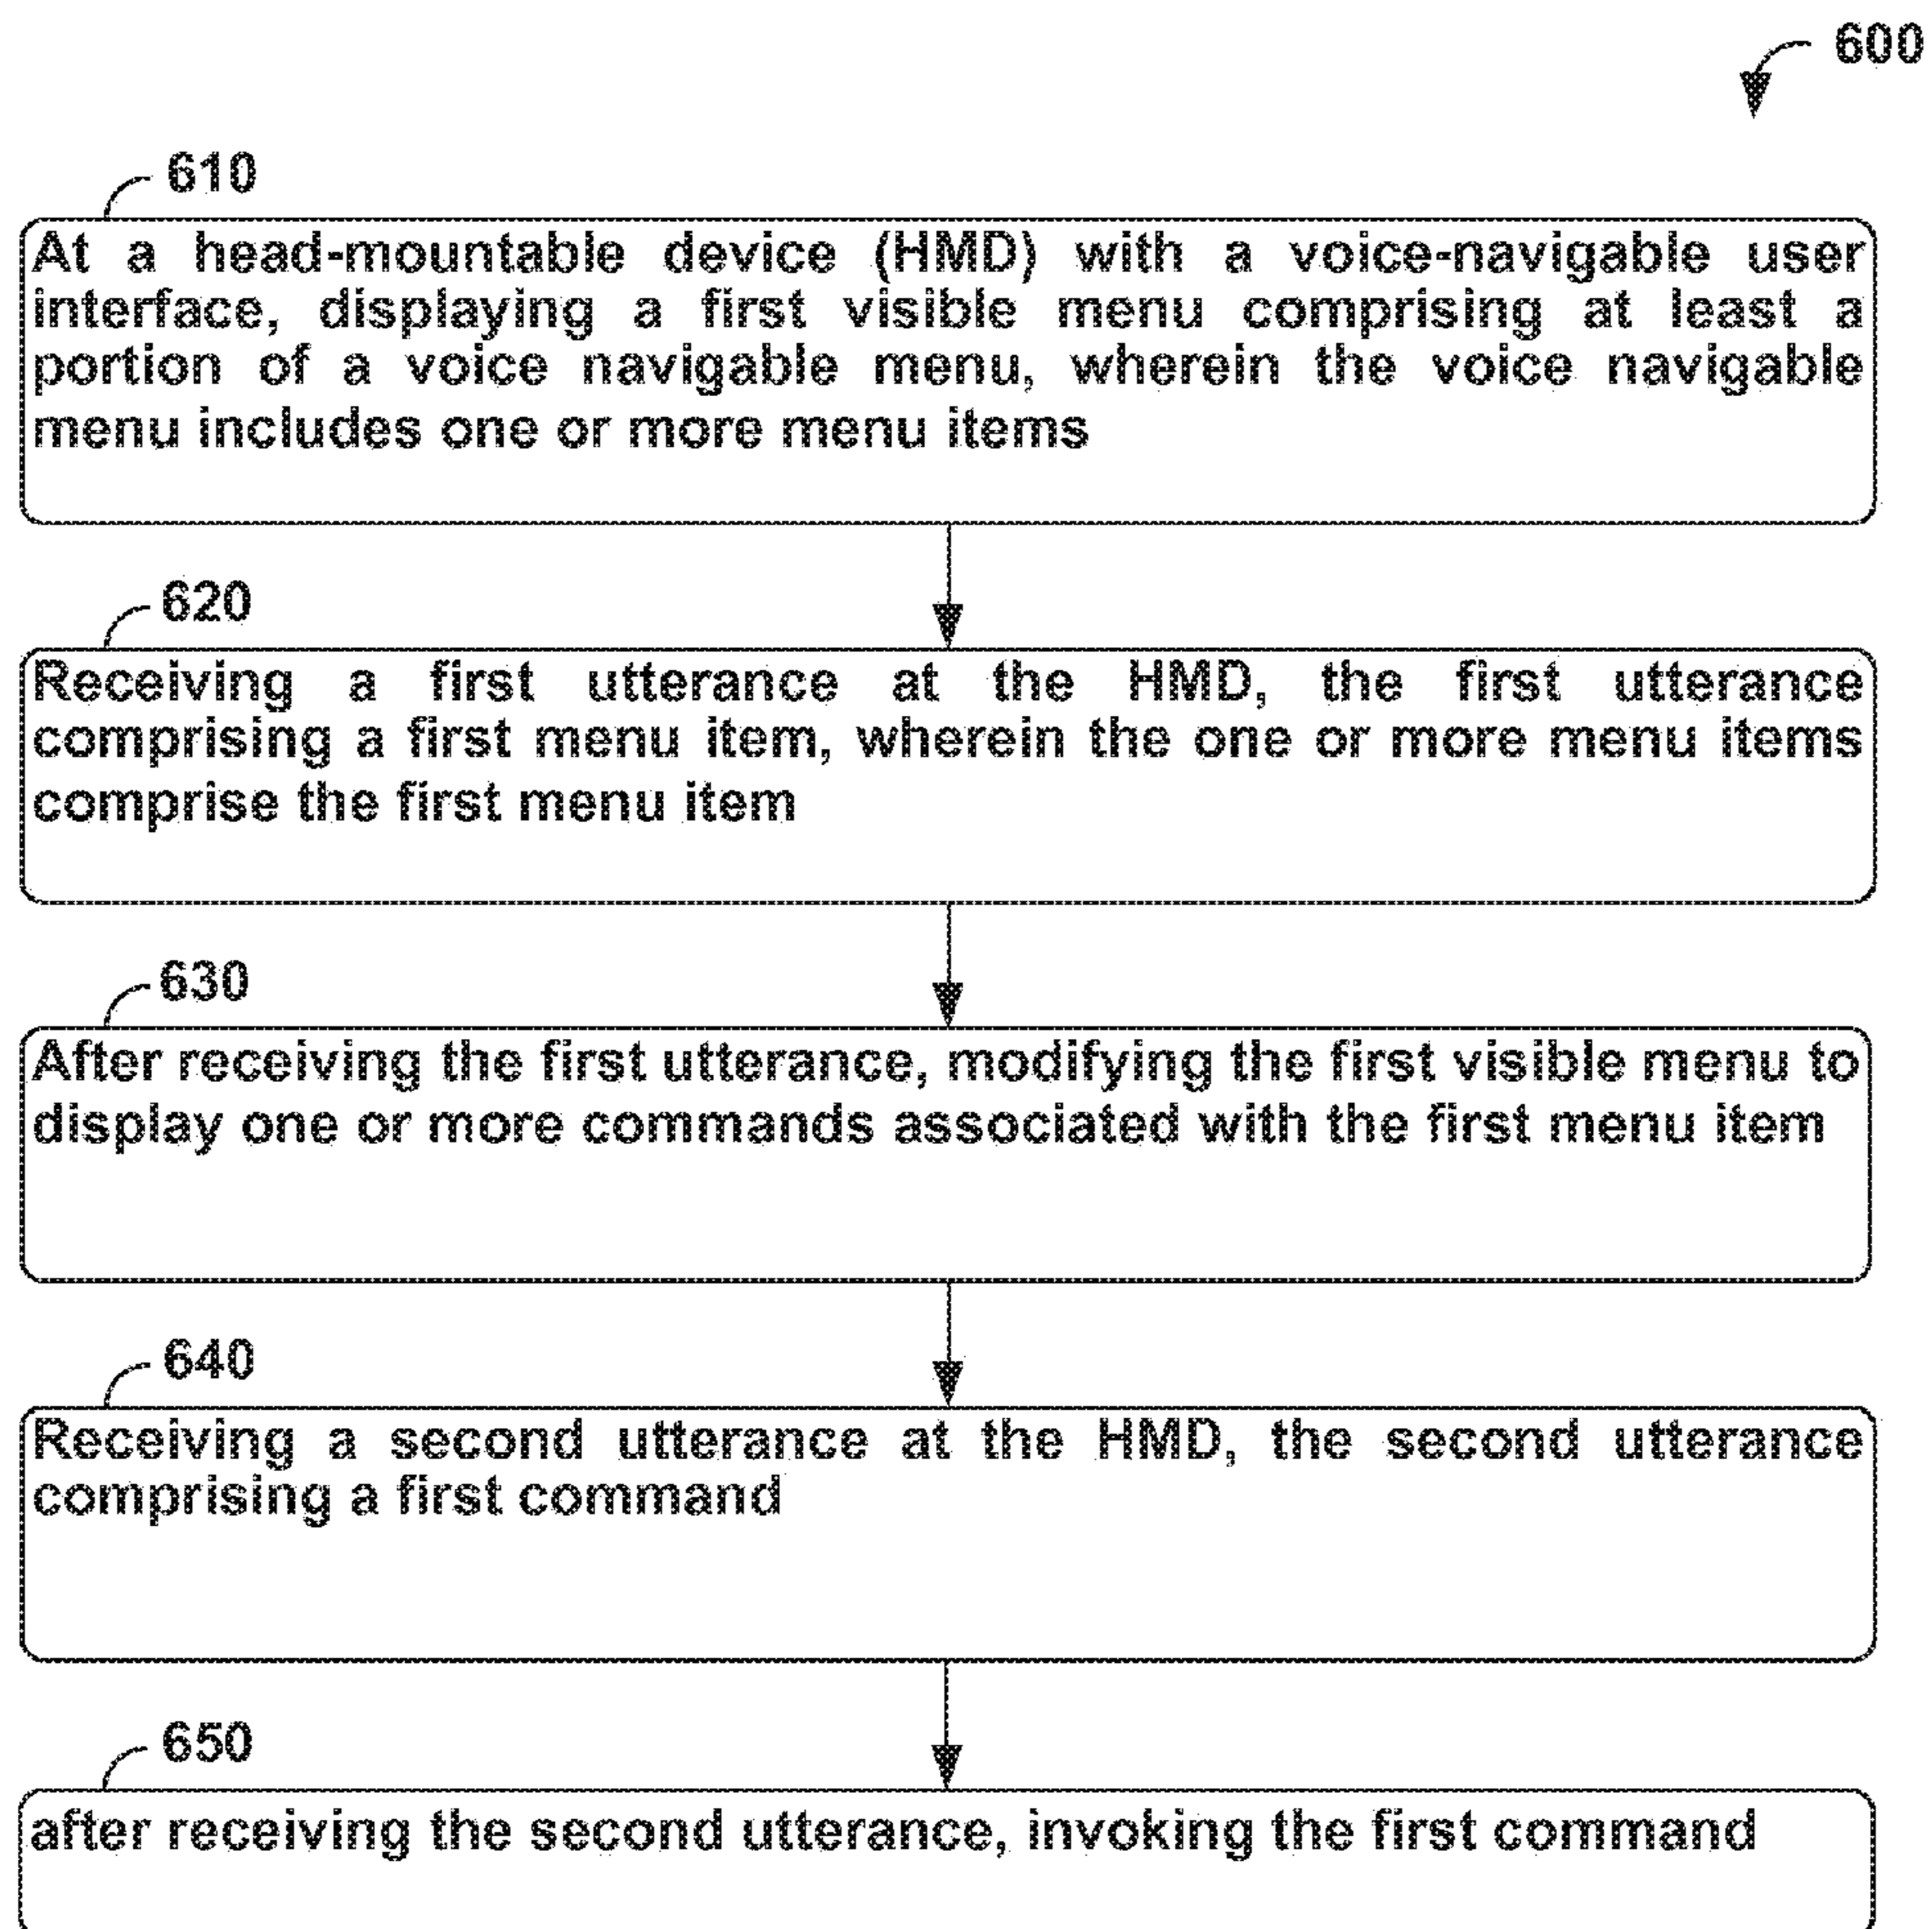 600
610
At a head-mountable device (HMD) with a voice-navigable user
interface, displaying a first visible menu comprising at least a
portion of a voice navigable menu, wherein the voice navigable
menu includes one or more menu items
620
Receiving a first utterance at the HMD, the first utterance
comprising a first menu item, wherein the one or more menu items
comprise the first menu item
630
After receiving the first utterance, modifying the first visible menu to
display one or more commands associated with the first menu item
640
Receiving a second utterance at the HMD, the second utterance
comprising a first command
650
after receiving the second utterance, invoking the first command